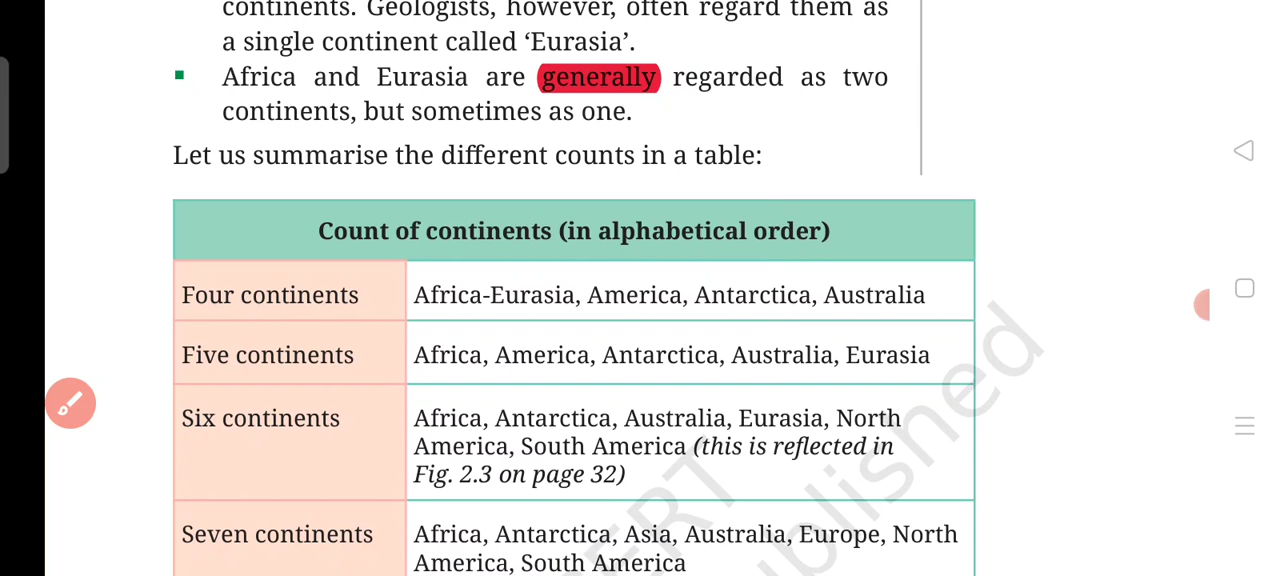 continents. Geologists, however, often regard them as
a single continent called ‘Eurasia’.
Africa and Eurasia are generally regarded as two
continents, but sometimes as one.
Let us summarise the different counts in a table:
Count of continents (in alphabetical order)
Four continents
Africa-Eurasia, America, Antarctica, Australia
Five continents
Africa, America, Antarctica, Australia, Eurasia
Six continents
Africa, Antarctica, Australia, Eurasia, North
America, South America (this is reflected in
Fig. 2.3 on page 32)
Seven continents
Africa, Antarctica, Asia, Australia, Europe, North
America, South America